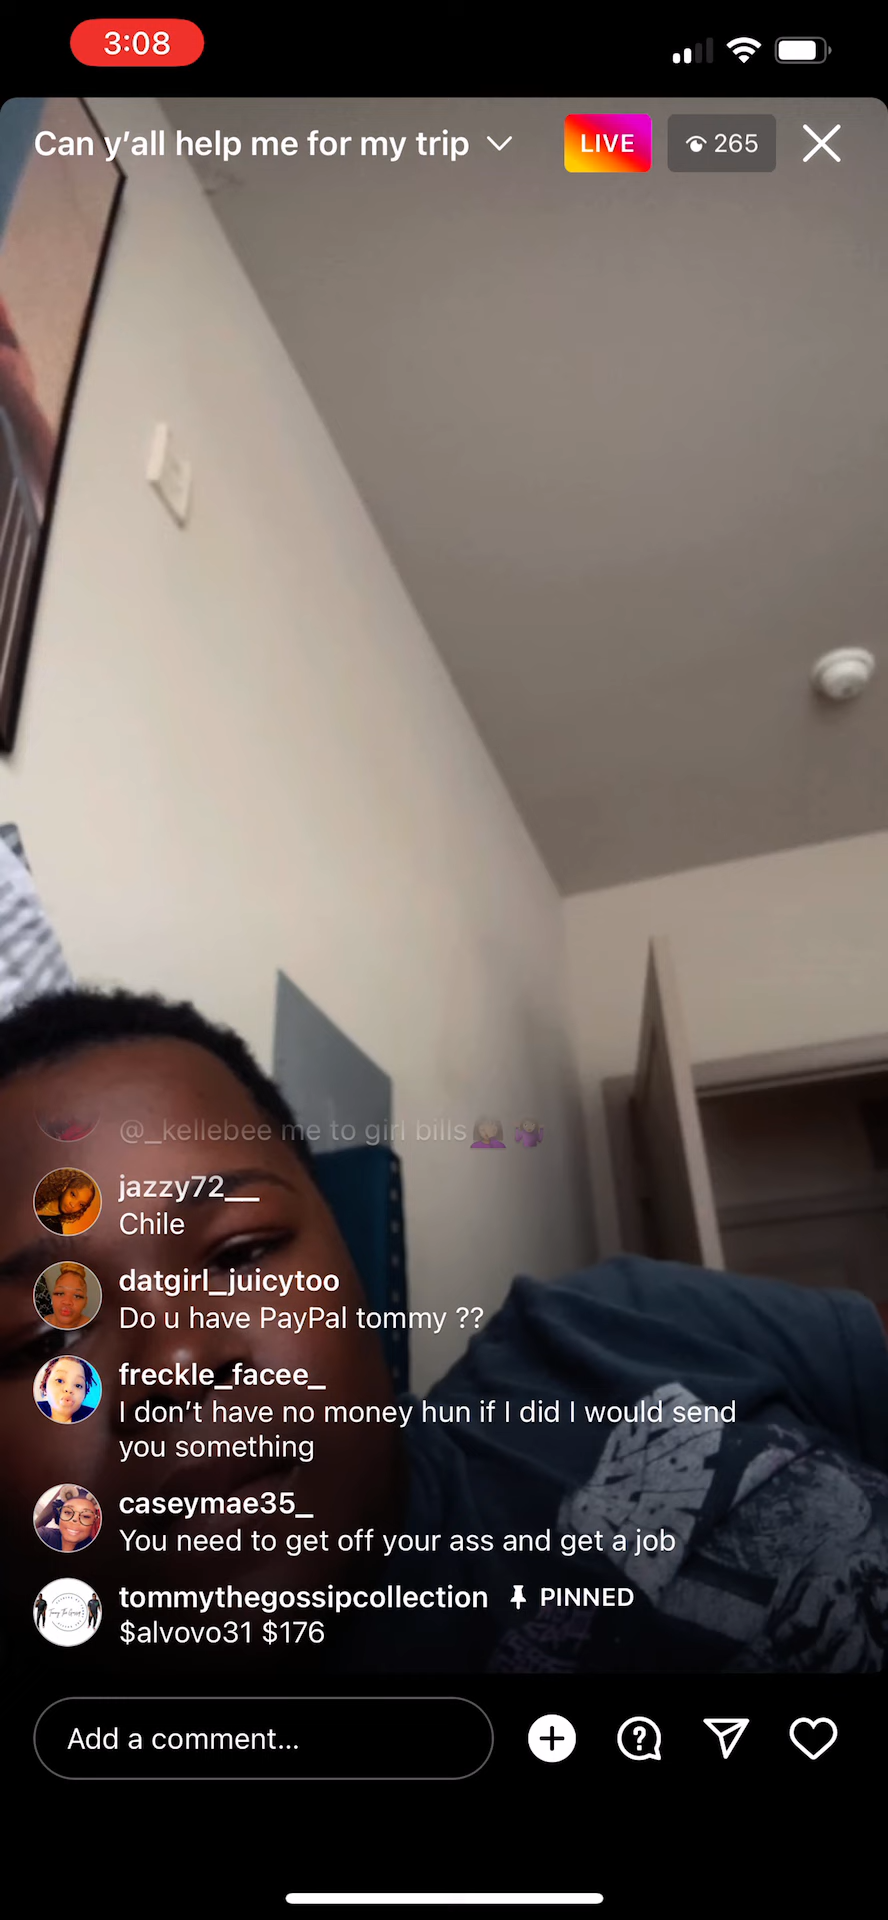 3:08
Can y’all help me for my trip
LIVE
265
@_kellebee me to girl bills🤦🏽‍♀️🤷🏽‍♀️
jazzy72__
Chile
datgirl_juicytoo
Do u have PayPal tommy ??
freckle_facee_
I don’t have no money hun if I did I would send
you something
caseymae35_
You need to get off your ass and get a job
tommythegossipcollection PINNED
$alvovo31 $176
Add a comment...